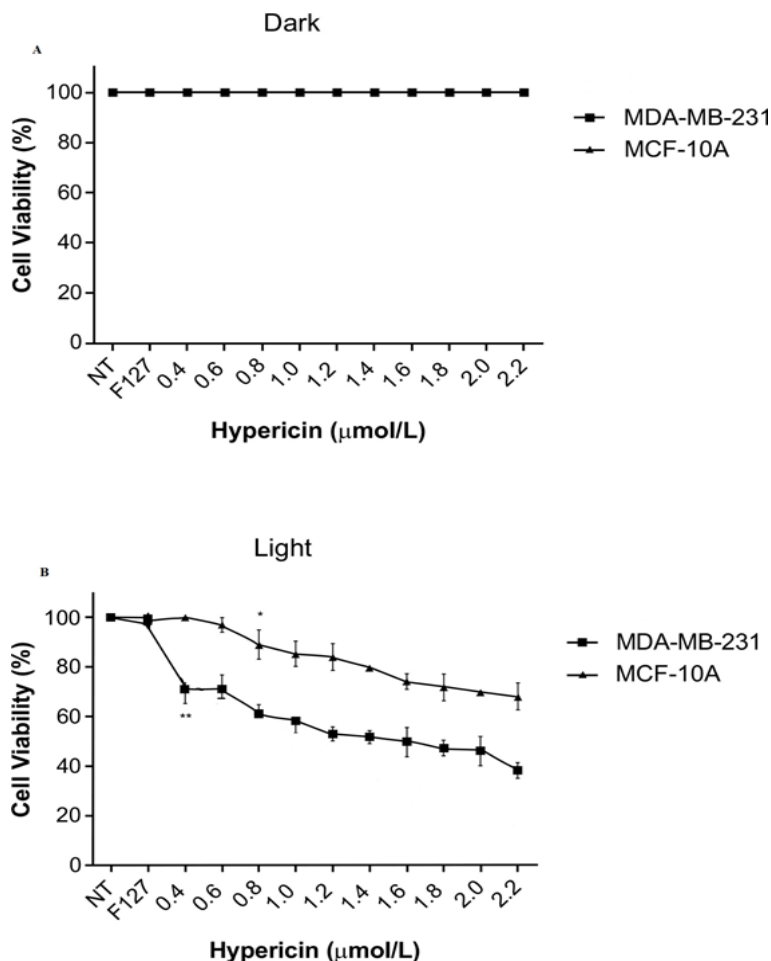 Dark
A
Cell Viability (%)
100
80
60
40
20
0
NT
F127
0.4
0.6
0.8
1.0
1.2
1.4
1.6
1.8
2.0
2.2
Hypericin (μmol/L)
MDA-MB-231
MCF-10A
Light
B
Cell Viability (%)
100
80
60
40
20
0
*
**
NT
F127
0.4
0.6
0.8
1.0
1.2
1.4
1.6
1.8
2.0
2.2
Hypericin (μmol/L)
MDA-MB-231
MCF-10A